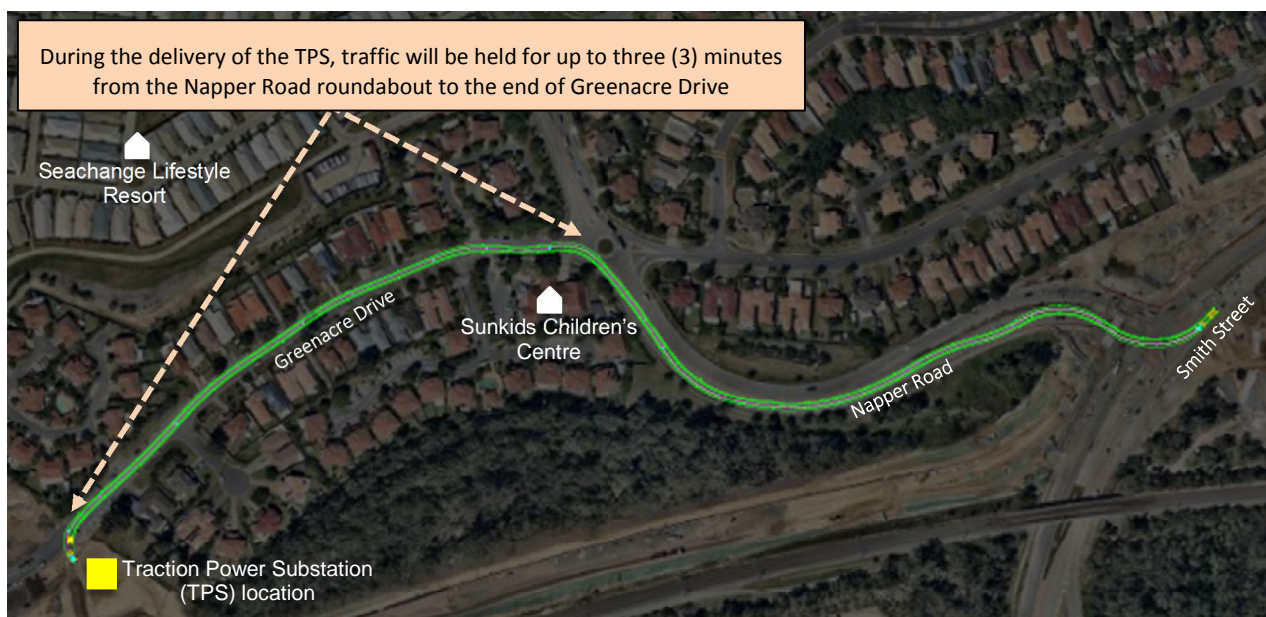 During the delivery of the TPS, traffic will be held for up to three (3) minutes
from the Napper Road roundabout to the end of Greenacre Drive
Seachange Lifestyle
Resort
Greenacre Drive
Sunkids Children's
Centre
Napper Road
Smith Street
Traction Power Substation
(TPS) location